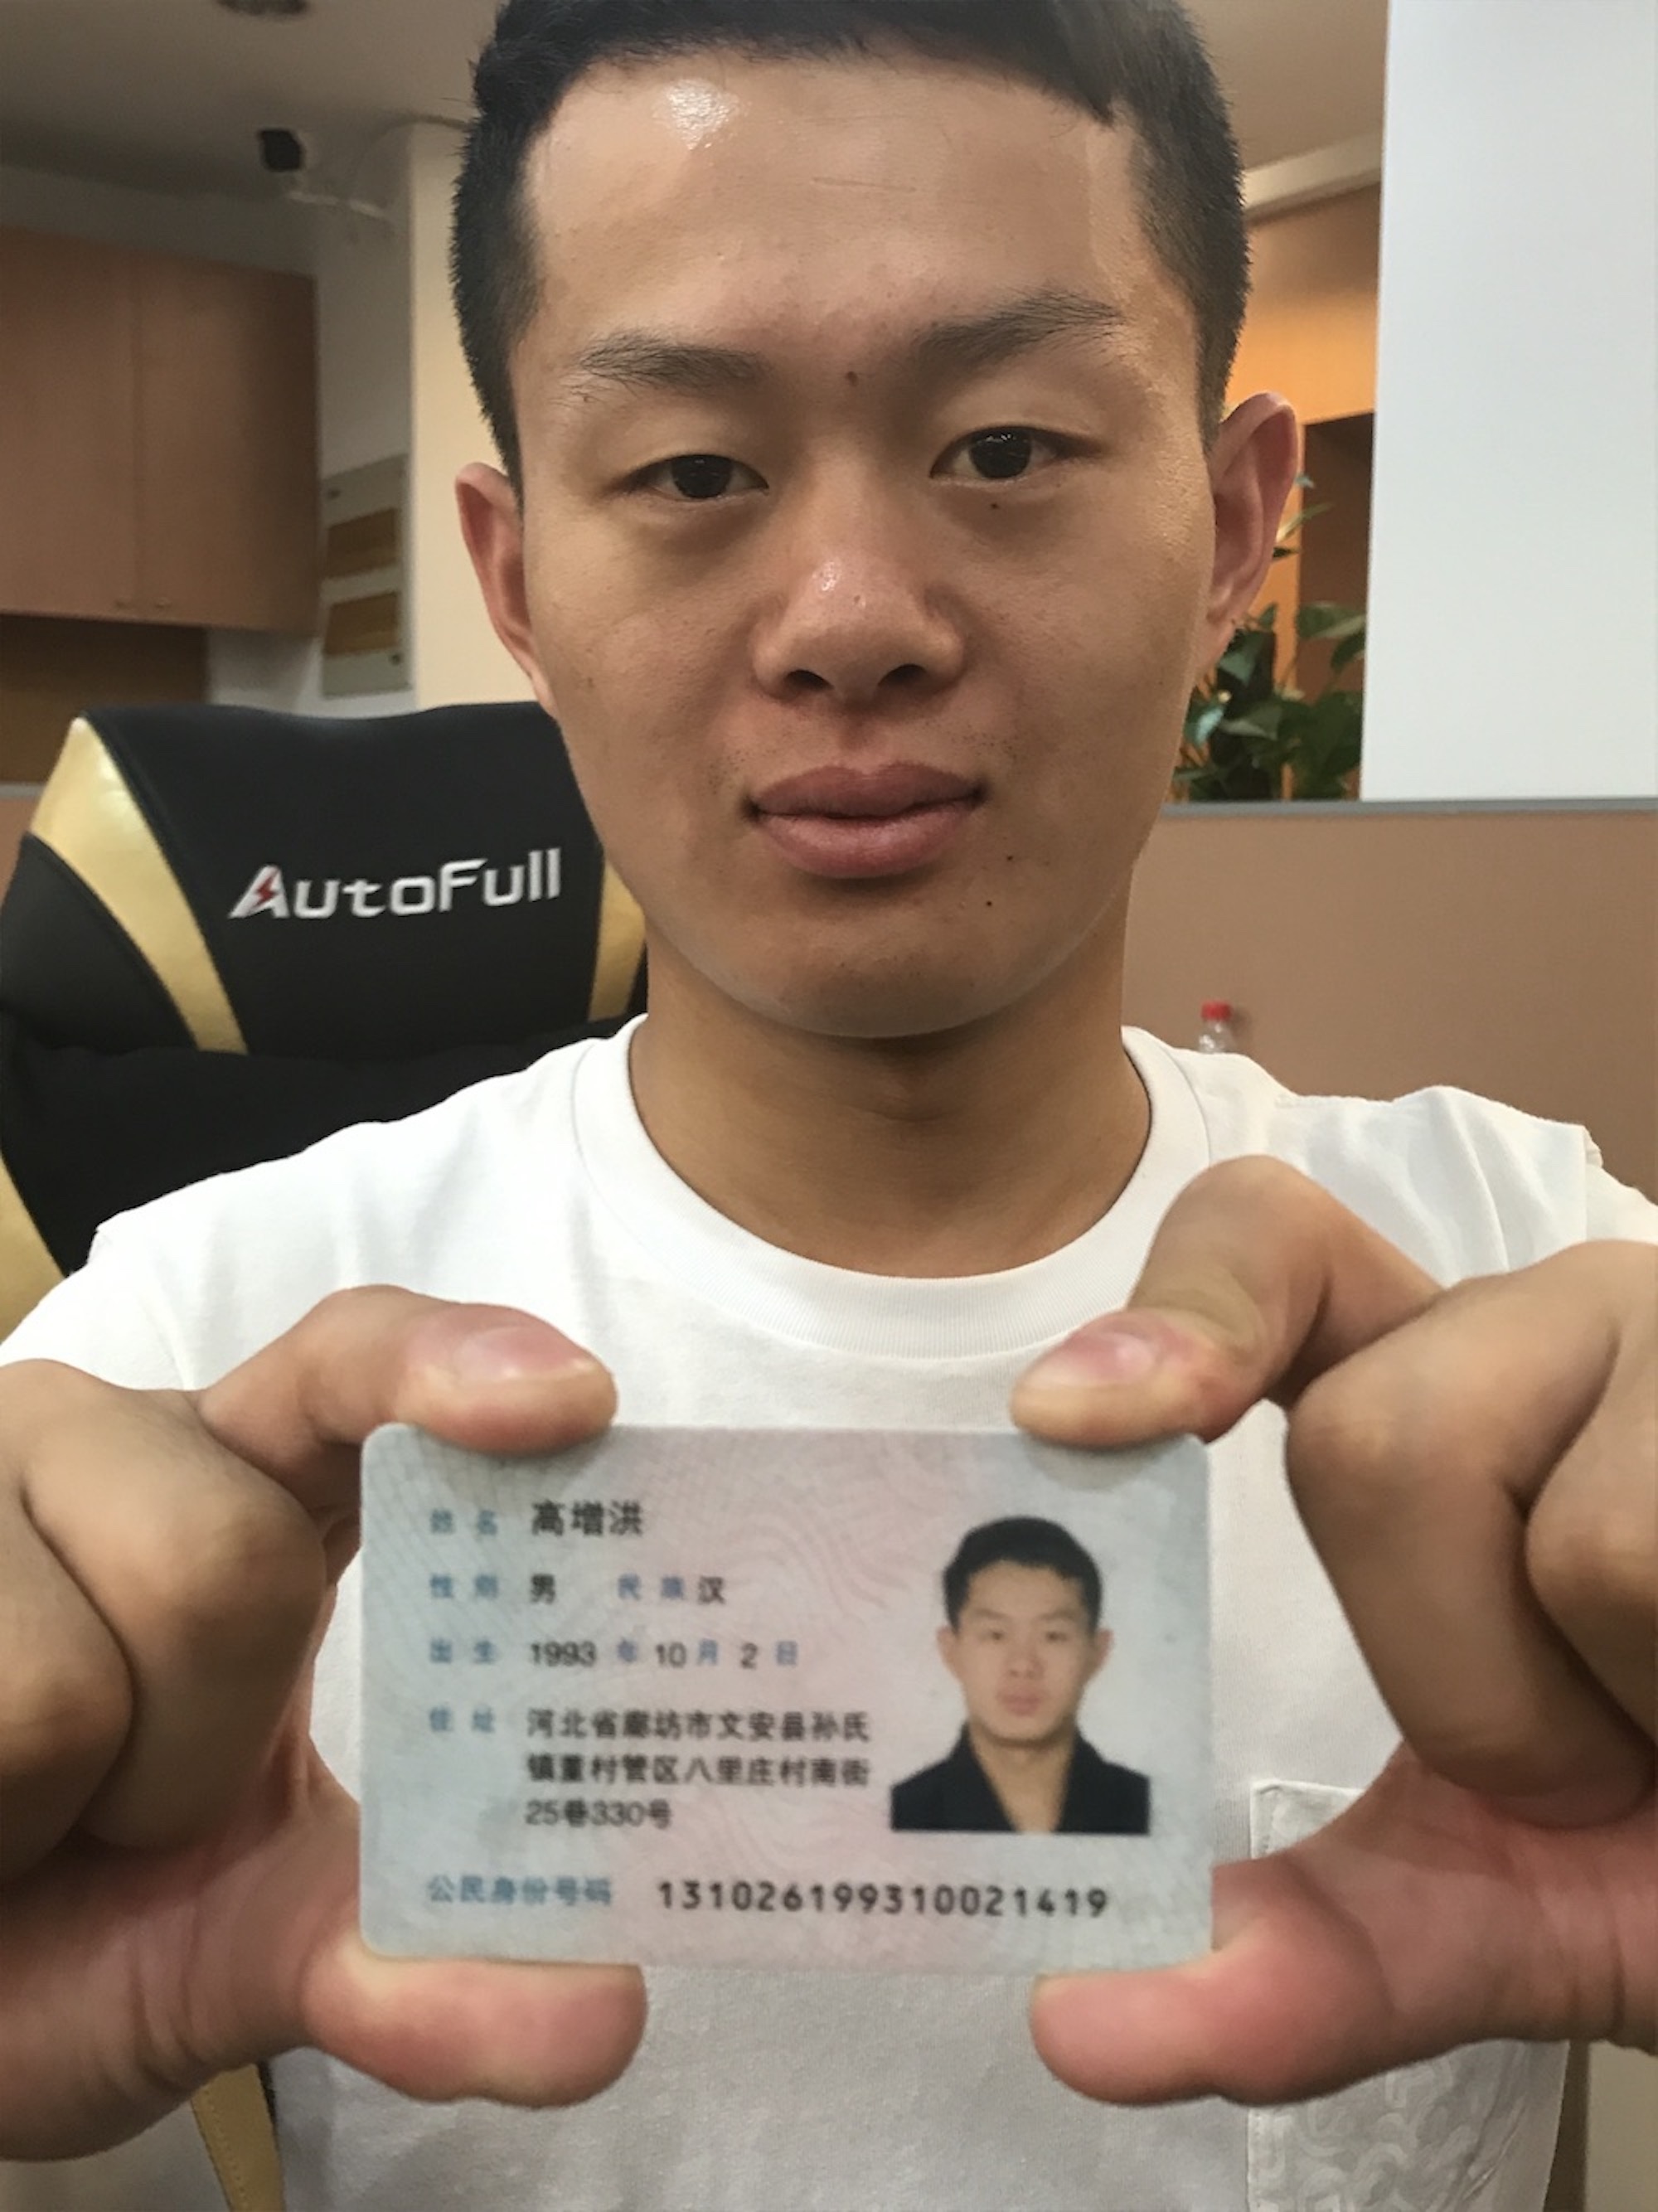 AutoFull
姓名 高增洪
性别 男 民族 汉
出生 1993 年 10 月 2 日
住址 河北省廊坊市文安县孙氏
镇董村管区八里庄村南街
25巷330号
公民身份号码 131026199310021419